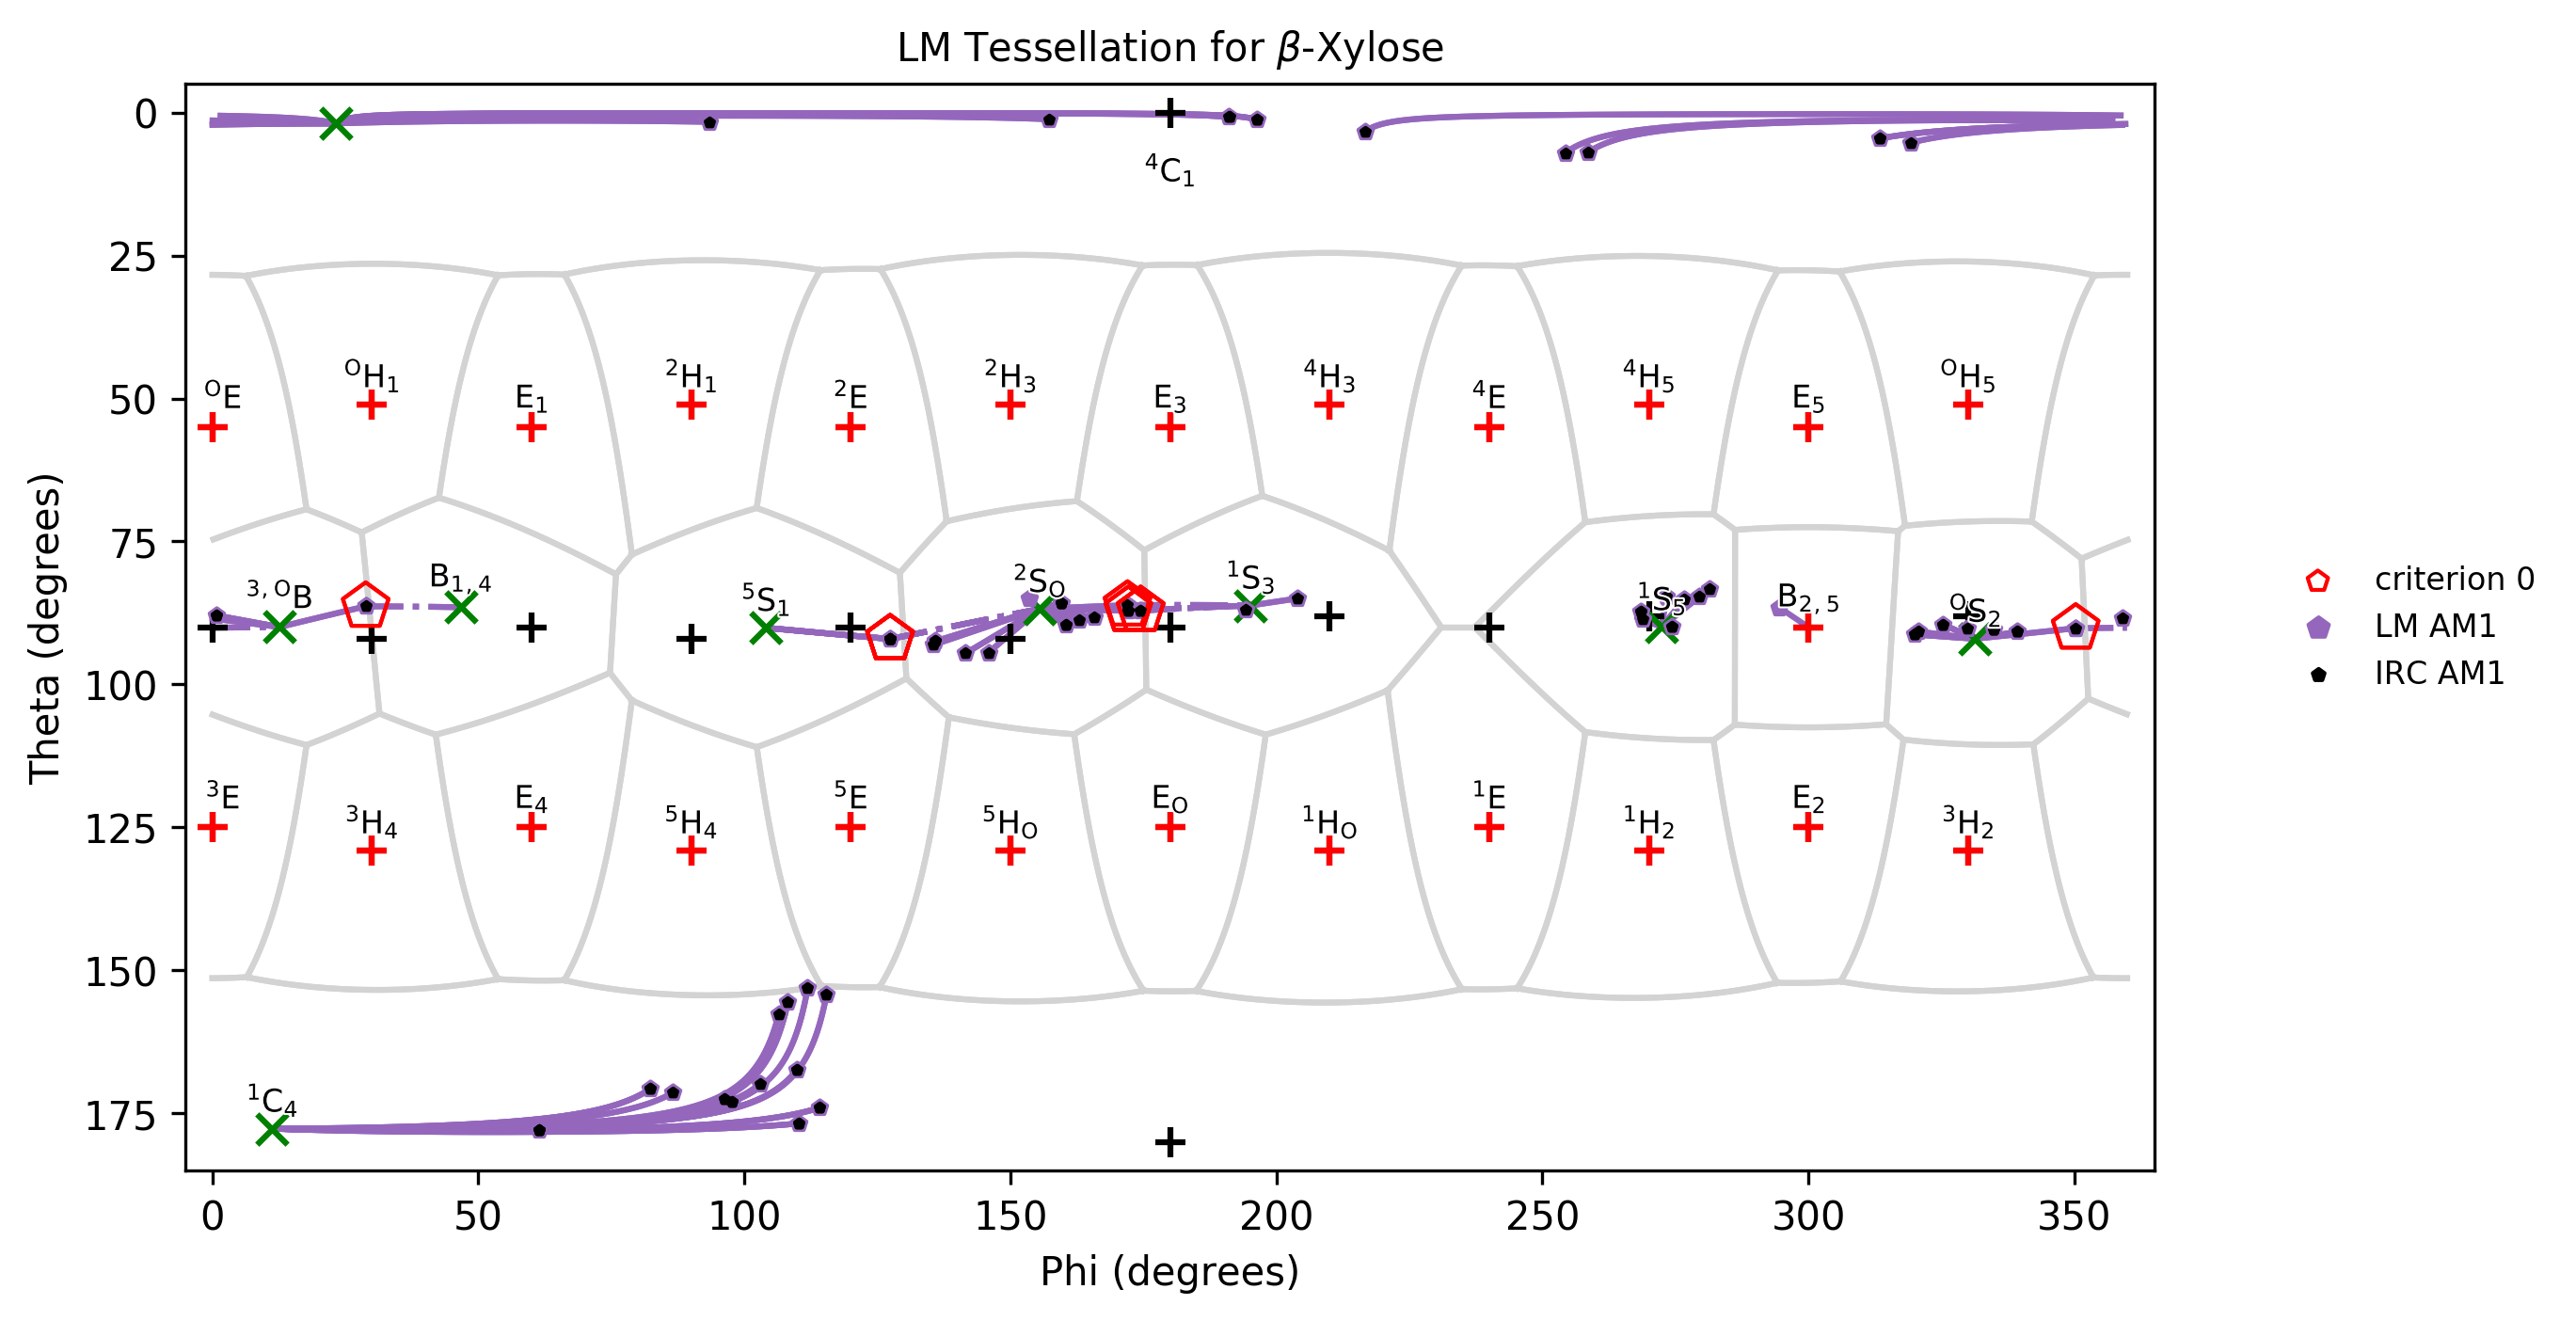 LM Tessellation for β-Xylose
0
25
50
75
100
125
150
175
Theta (degrees)
⁴C₁
ᴼE
ᴼH₁
E₁
²H₁
²E
²H₃
E₃
⁴H₃
⁴E
⁴H₅
E₅
ᴼH₅
³,ᴼB
B₁,₄
⁵S₁
²Sₒ
¹S₃
¹S₅
B₂,₅
ᴼS₂
³E
³H₄
E₄
⁵H₄
⁵E
⁵Hₒ
Eₒ
¹Hₒ
¹E
¹H₂
E₂
³H₂
¹C₄
0
50
100
150
200
250
300
350
Phi (degrees)
criterion 0
LM AM1
IRC AM1